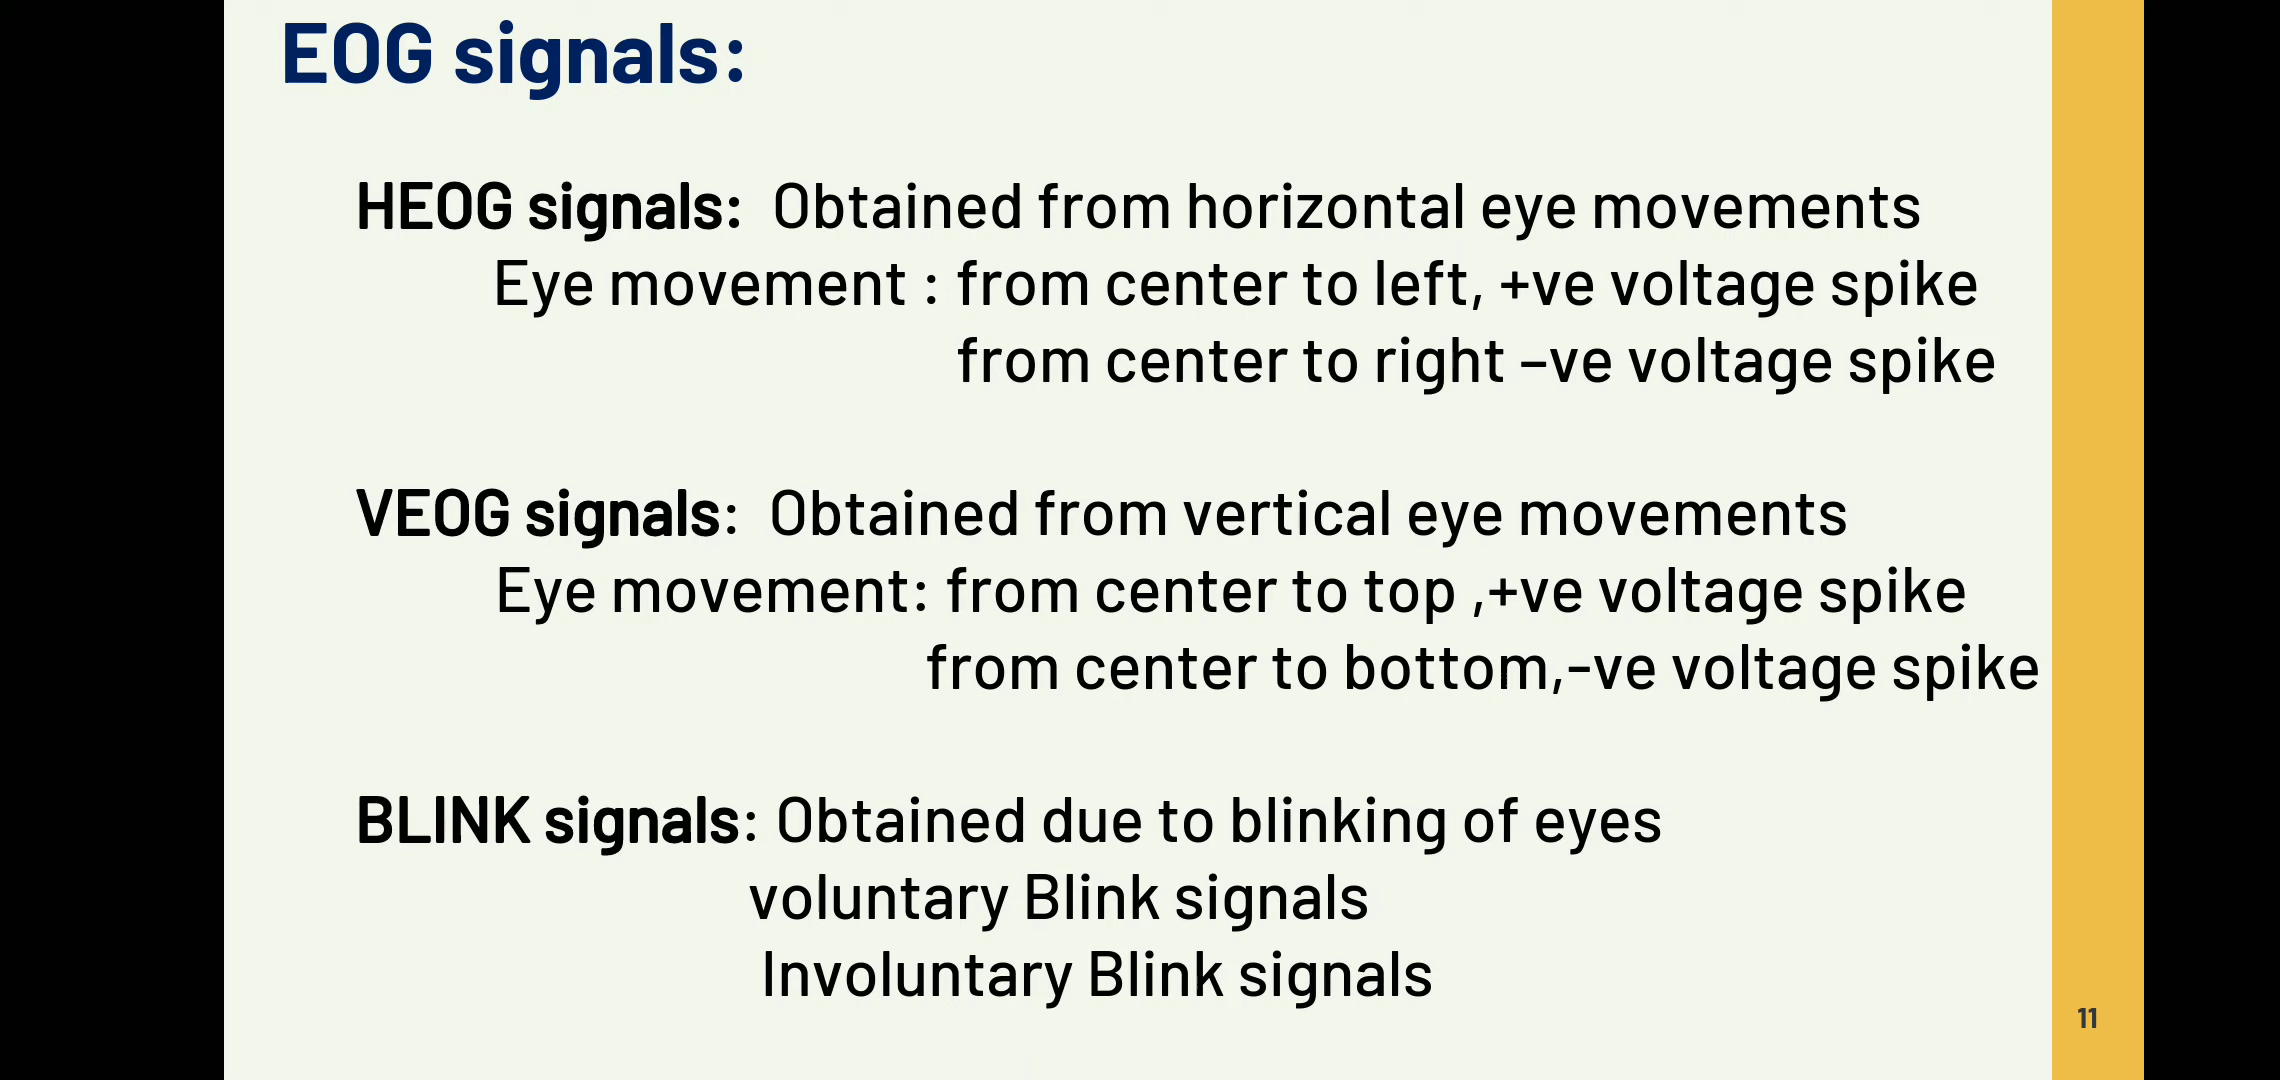 EOG signals:
HEOG signals: Obtained from horizontal eye movements
Eye movement : from center to left, +ve voltage spike
from center to right –ve voltage spike
VEOG signals: Obtained from vertical eye movements
Eye movement: from center to top ,+ve voltage spike
from center to bottom,-ve voltage spike
BLINK signals: Obtained due to blinking of eyes
voluntary Blink signals
Involuntary Blink signals
11